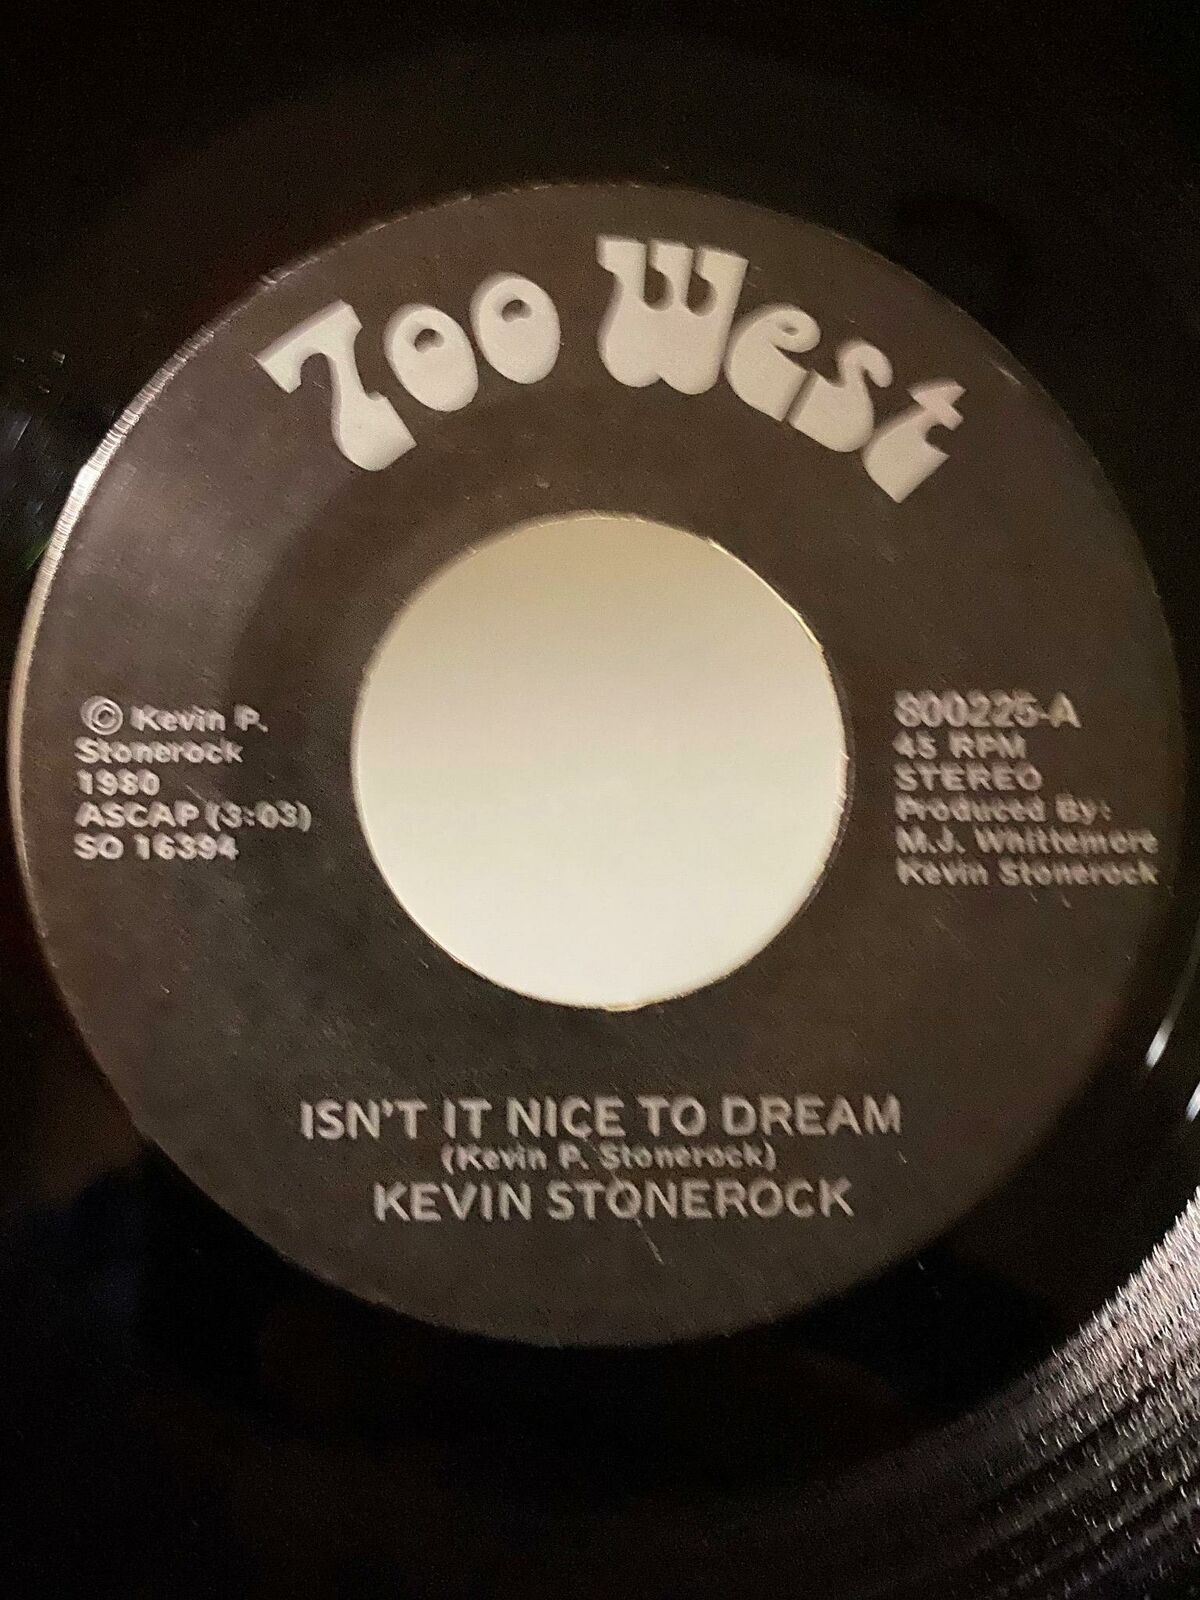 Too West
© Kevin P.
Stonerock
1980
ASCAP (3:03)
SO 16394
800225-A
45 RPM
STEREO
Produced By:
M.J. Whittemore
Kevin Stonerock
ISN'T IT NICE TO DREAM
(Kevin P. Stonerock)
KEVIN STONEROCK